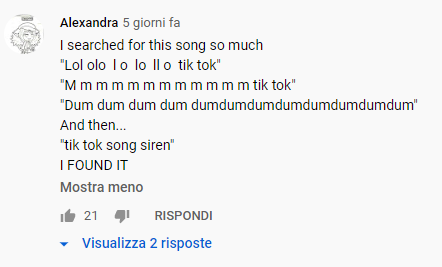 Alexandra 5 giorni fa
I searched for this song so much
"Lol olo  l o  lo  ll o  tik tok"
"M m m m m m m m m m m m tik tok"
"Dum dum dum dum dumdumdumdumdumdumdumdum"
And then...
"tik tok song siren"
I FOUND IT
Mostra meno
21 RISPONDI
Visualizza 2 risposte